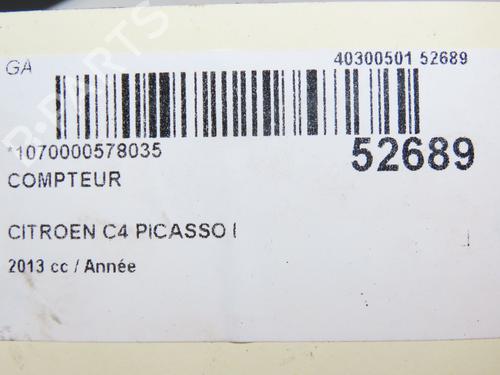 GA
40300501 52689
*1070000578035
52689
COMPTEUR
CITROEN C4 PICASSO I
2013 cc / Année